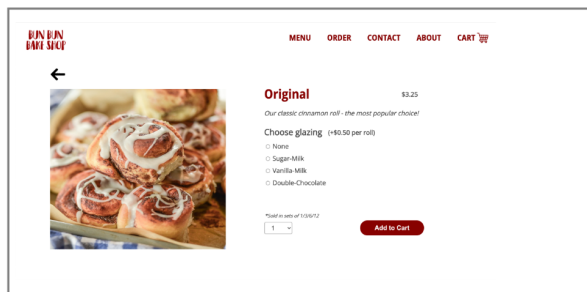 BUN BUN
BAKE SHOP
MENU ORDER CONTACT ABOUT CART
Original $3.25
Our classic cinnamon roll - the most popular choice!
Choose glazing (+$0.50 per roll)
None
Sugar-Milk
Vanilla-Milk
Double-Chocolate
*Sold in sets of 1/3/6/12
1 Add to Cart